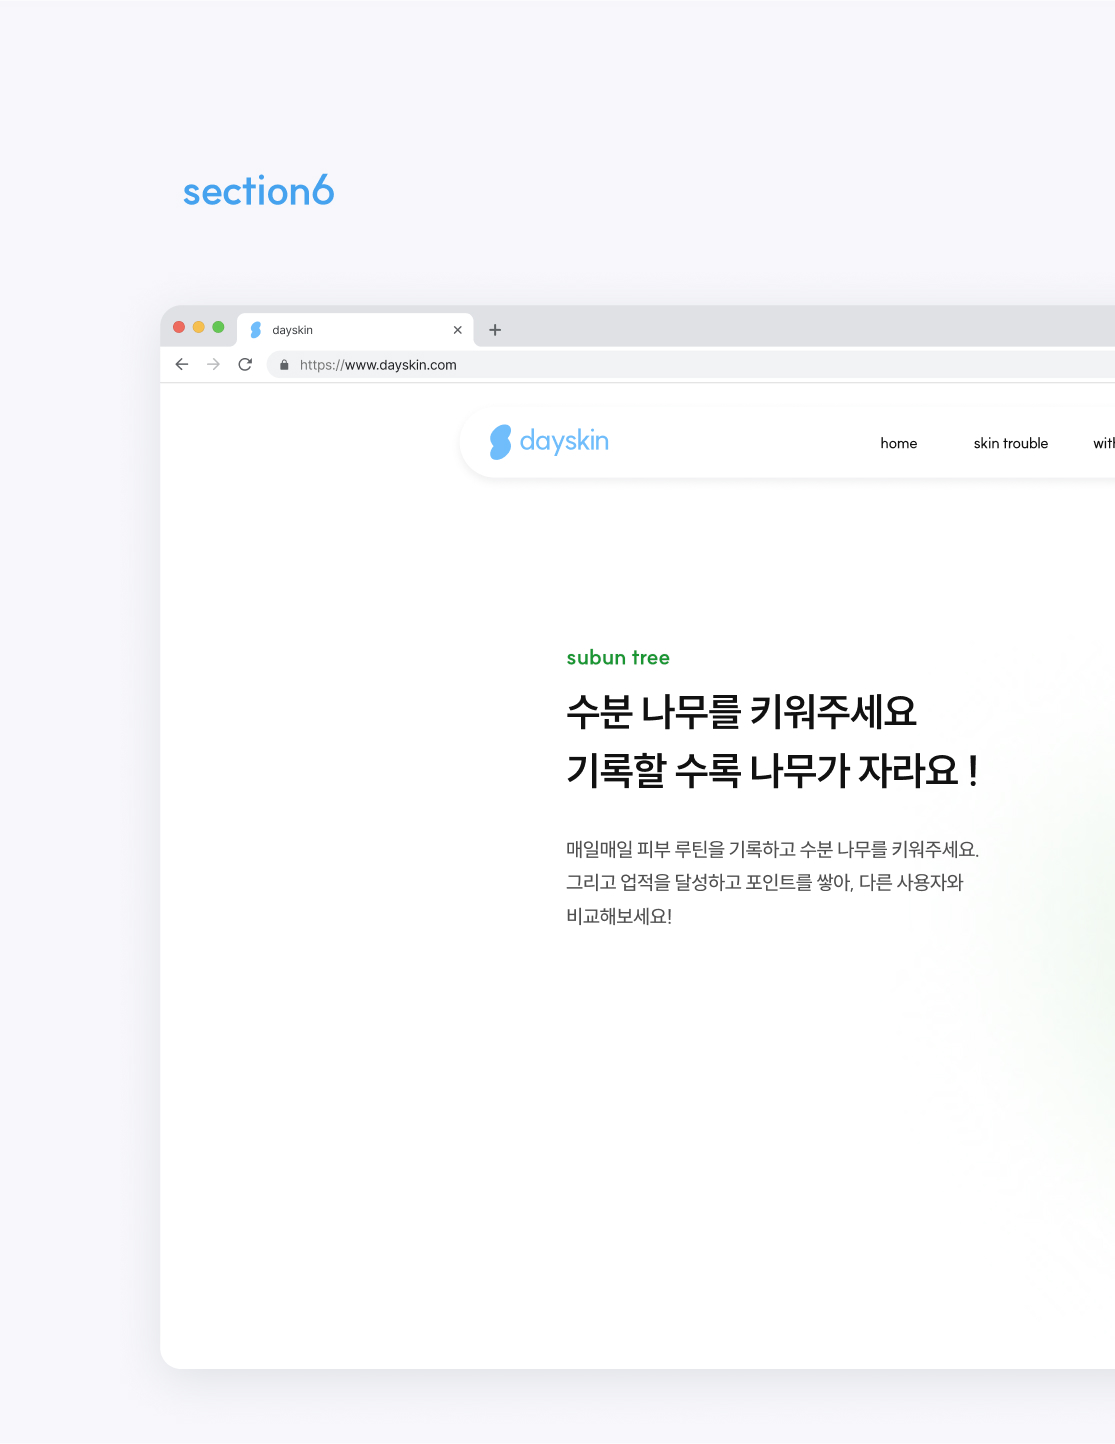 section6
dayskin
https://www.dayskin.com
dayskin
home
skin trouble
subun tree
수분 나무를 키워주세요
기록할 수록 나무가 자라요 !
매일매일 피부 루틴을 기록하고 수분 나무를 키워주세요.
그리고 업적을 달성하고 포인트를 쌓아, 다른 사용자와
비교해보세요!